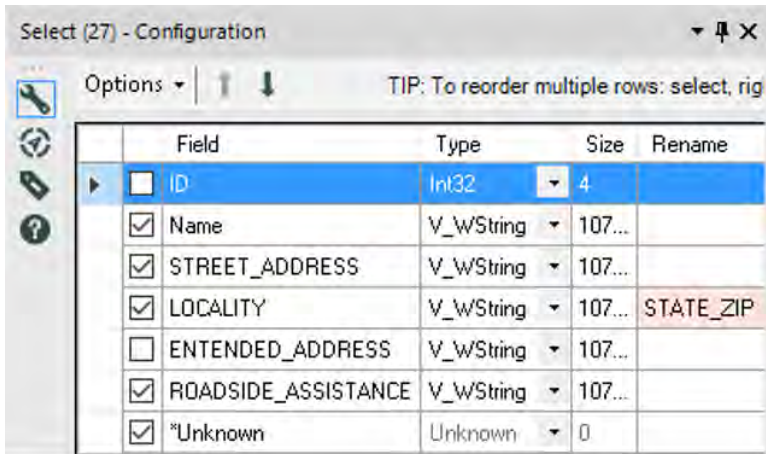 Select (27) - Configuration
Options TIP: To reorder multiple rows: select, rig
Field Type Size Rename
ID Int32 4
Name V_WString 107...
STREET_ADDRESS V_WString 107...
LOCALITY V_WString 107... STATE_ZIP
ENTENDED_ADDRESS V_WString 107...
ROADSIDE_ASSISTANCE V_WString 107...
*Unknown Unknown 0